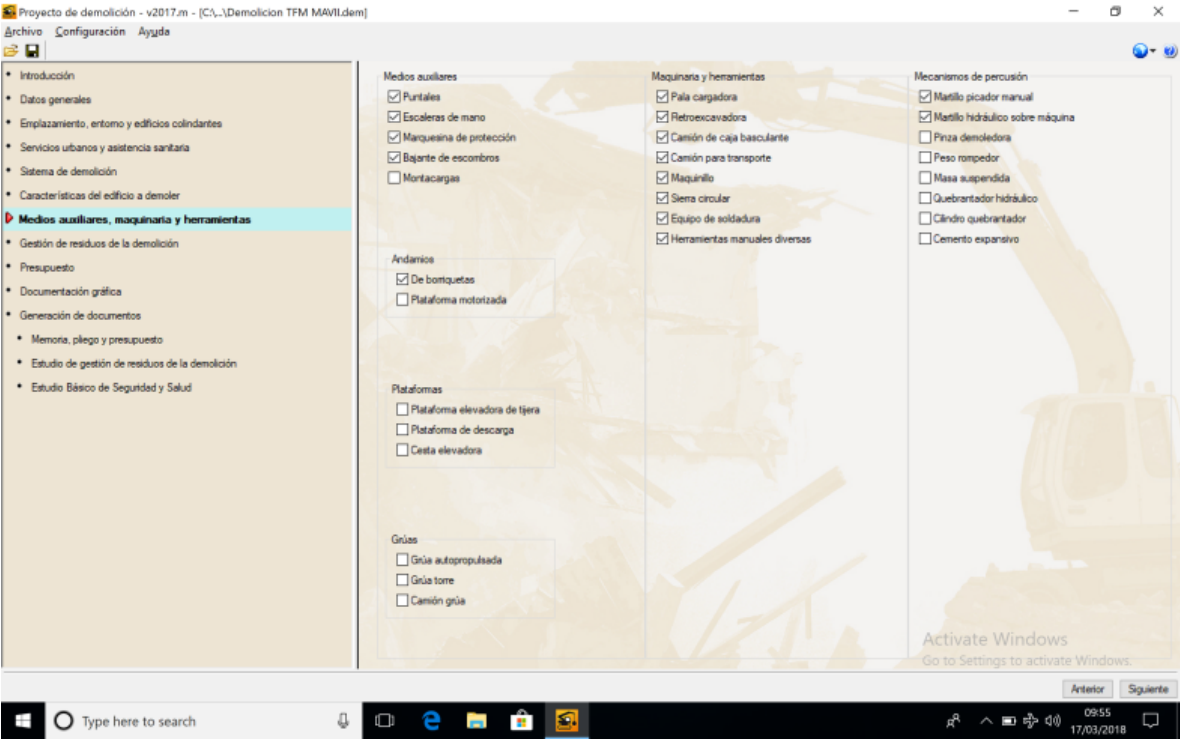 Proyecto de demolición - v2017.m - [C:\...\Demolicion TFM MAVII.dem]
Archivo Configuración Ayuda
Introducción
Datos generales
Emplazamiento, entorno y edificios colindantes
Servicios urbanos y asistencia sanitaria
Sistema de demolición
Características del edificio a demoler
Medios auxiliares, maquinaria y herramientas
Gestión de residuos de la demolición
Presupuesto
Documentación gráfica
Generación de documentos
Memoria, pliego y presupuesto
Estudio de gestión de residuos de la demolición
Estudio Básico de Seguridad y Salud
Medios auxiliares
Puntales
Escaleras de mano
Marquesina de protección
Bajante de escombros
Montacargas
Andamios
De borriquetas
Plataforma motorizada
Plataformas
Plataforma elevadora de tijera
Plataforma de descarga
Cesta elevadora
Grúas
Grúa autopropulsada
Grúa torre
Camión grúa
Maquinaria y herramientas
Pala cargadora
Retroexcavadora
Camión de caja basculante
Camión para transporte
Maquinillo
Sierra circular
Equipo de soldadura
Herramientas manuales diversas
Mecanismos de percusión
Martillo picador manual
Martillo hidráulico sobre máquina
Pinza demoledora
Peso rompedor
Masa suspendida
Quebrantador hidráulico
Cilindro quebrantador
Cemento expansivo
Activate Windows
Go to Settings to activate Windows.
Anterior Siguiente
Type here to search
09:55
17/03/2018